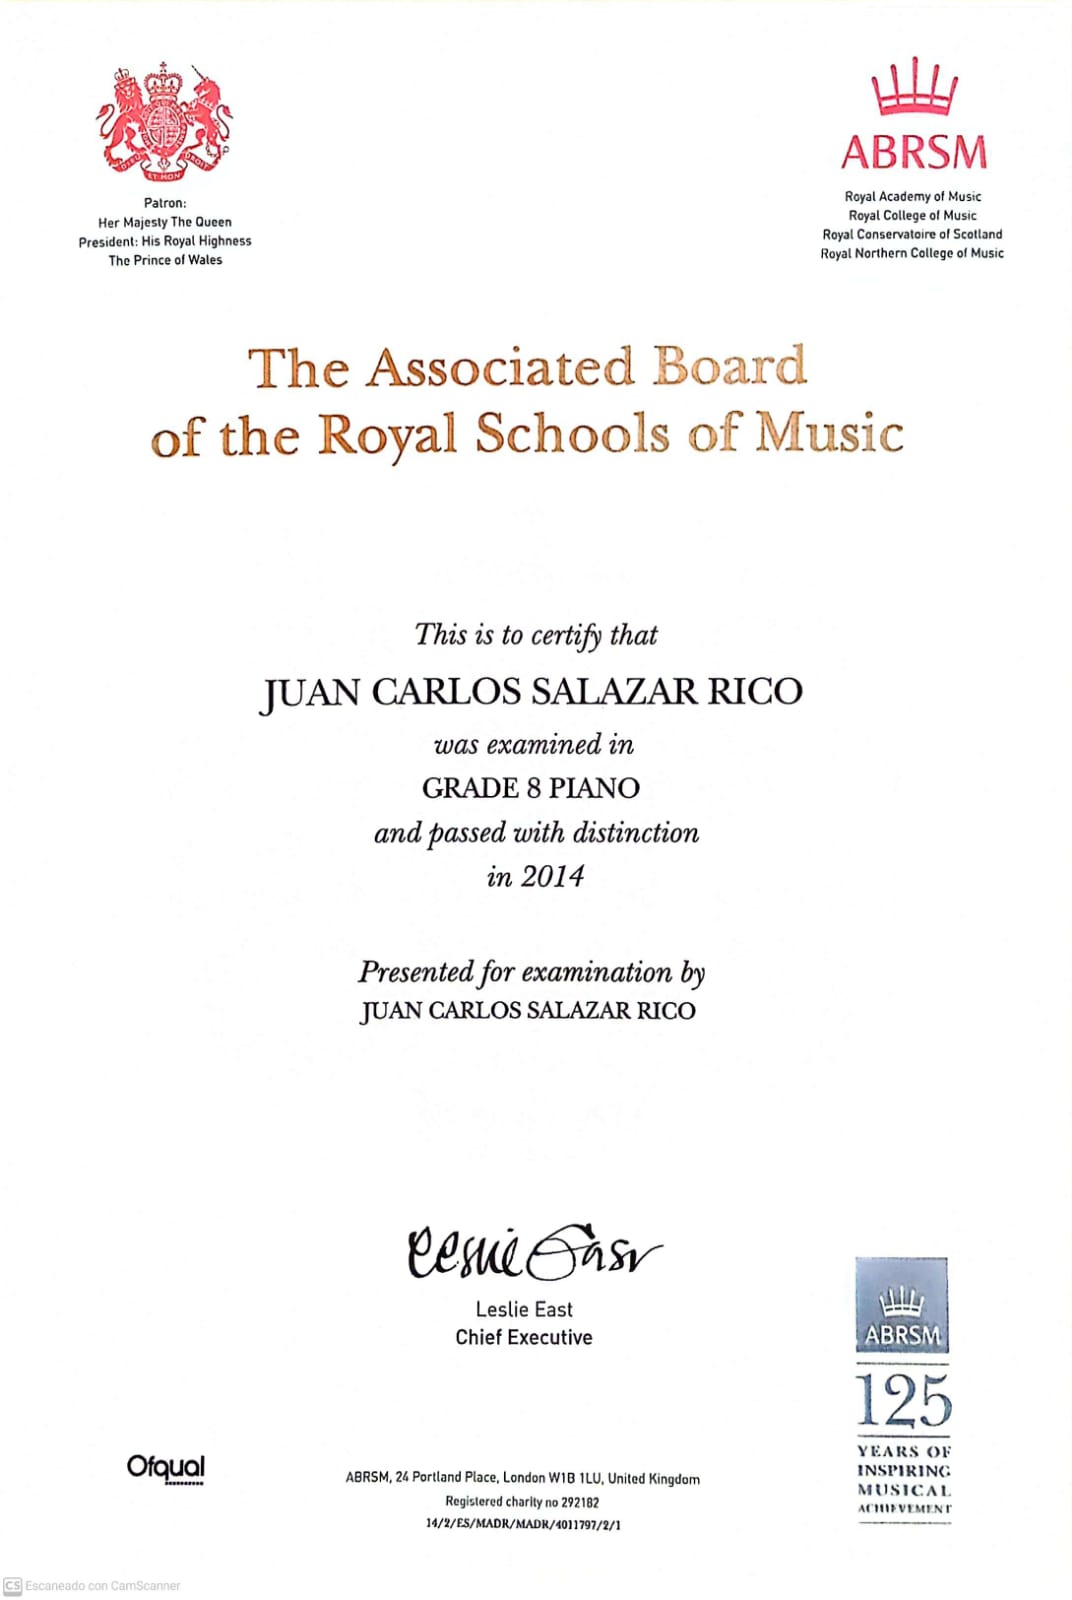 Patron:
Her Majesty The Queen
President: His Royal Highness
The Prince of Wales
ABRSM
Royal Academy of Music
Royal College of Music
Royal Conservatoire of Scotland
Royal Northern College of Music
The Associated Board
of the Royal Schools of Music
This is to certify that
JUAN CARLOS SALAZAR RICO
was examined in
GRADE 8 PIANO
and passed with distinction
in 2014
Presented for examination by
JUAN CARLOS SALAZAR RICO
Leslie East
Leslie East
Chief Executive
ABRSM
125
YEARS OF
INSPIRING
MUSICAL
ACHIEVEMENT
Ofqual
ABRSM, 24 Portland Place, London W1B 1LU, United Kingdom
Registered charity no 292182
14/2/ES/MADR/MADR/4011797/2/1
CS Escaneado con CamScanner